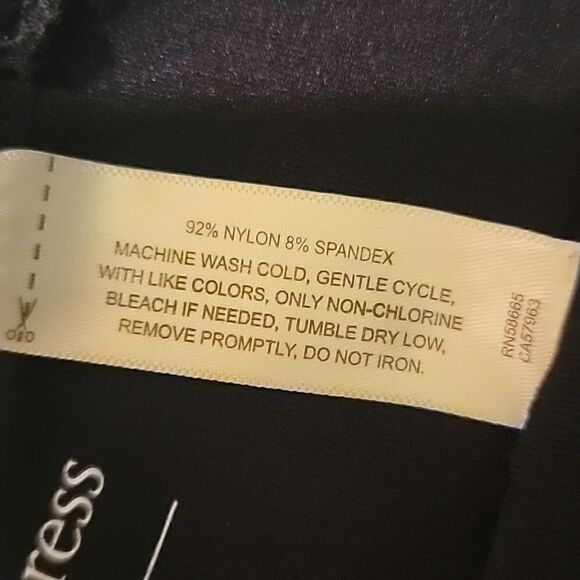 92% NYLON 8% SPANDEX
MACHINE WASH COLD, GENTLE CYCLE,
WITH LIKE COLORS, ONLY NON-CHLORINE
BLEACH IF NEEDED, TUMBLE DRY LOW,
REMOVE PROMPTLY, DO NOT IRON.
RN58665
CA57963
ress